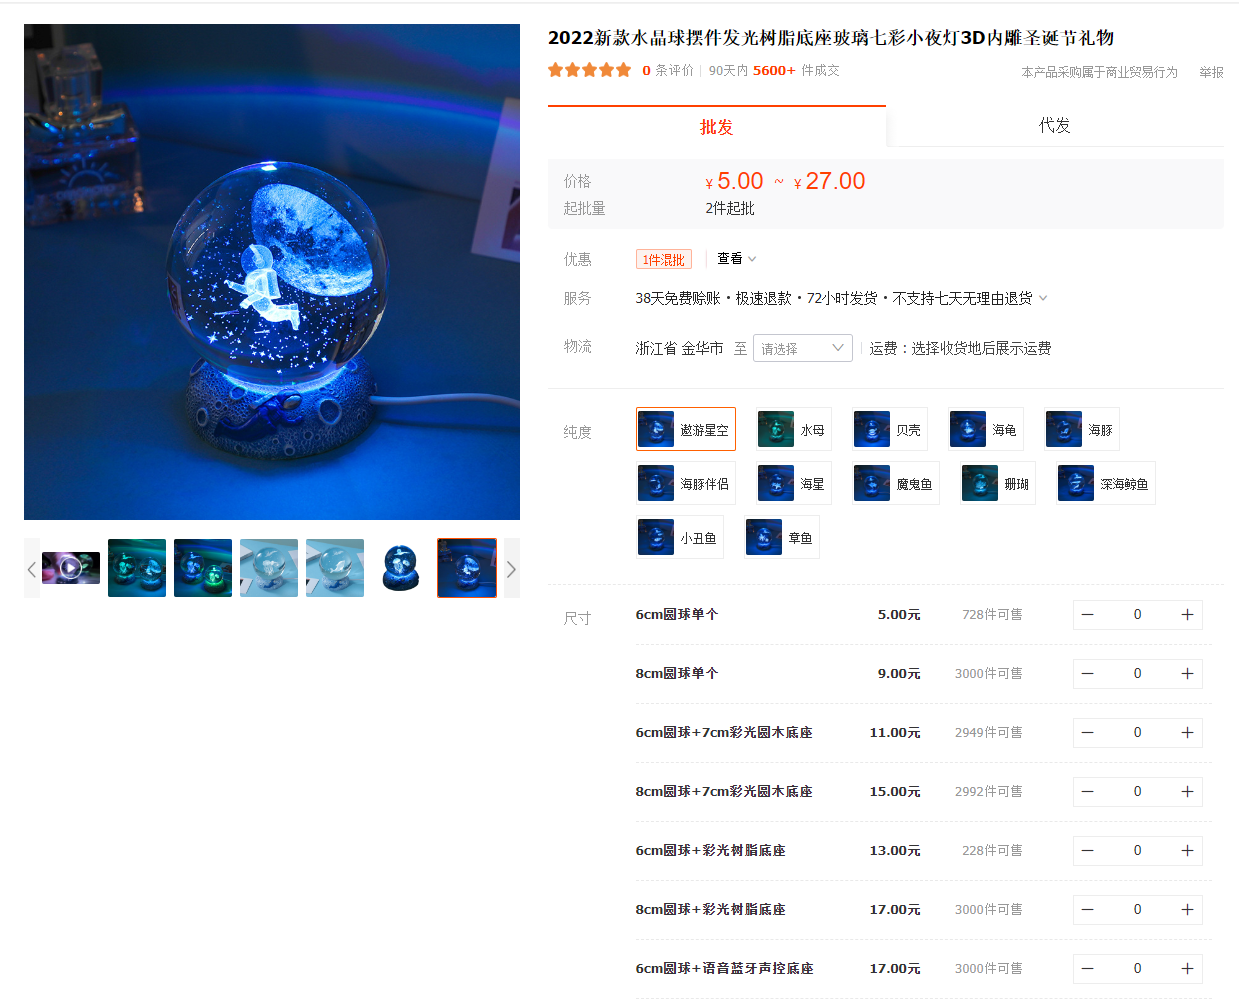 2022新款水晶球摆件发光树脂底座玻璃七彩小夜灯3D内雕圣诞节礼物
0 条评价 90天内 5600+ 件成交 本产品采购属于商业贸易行为 举报
批发 代发
价格 ¥ 5.00 ~ ¥ 27.00
起批量 2件起批
优惠 1件混批 查看
服务 38天免费赊账 · 极速退款 · 72小时发货 · 不支持七天无理由退货
物流 浙江省 金华市 至 请选择 运费：选择收货地后展示运费
纯度 遨游星空 水母 贝壳 海龟 海豚
海豚伴侣 海星 魔鬼鱼 珊瑚 深海鲸鱼
小丑鱼 章鱼
尺寸 6cm圆球单个 5.00元 728件可售 0
8cm圆球单个 9.00元 3000件可售 0
6cm圆球+7cm彩光圆木底座 11.00元 2949件可售 0
8cm圆球+7cm彩光圆木底座 15.00元 2992件可售 0
6cm圆球+彩光树脂底座 13.00元 228件可售 0
8cm圆球+彩光树脂底座 17.00元 3000件可售 0
6cm圆球+语音蓝牙声控底座 17.00元 3000件可售 0